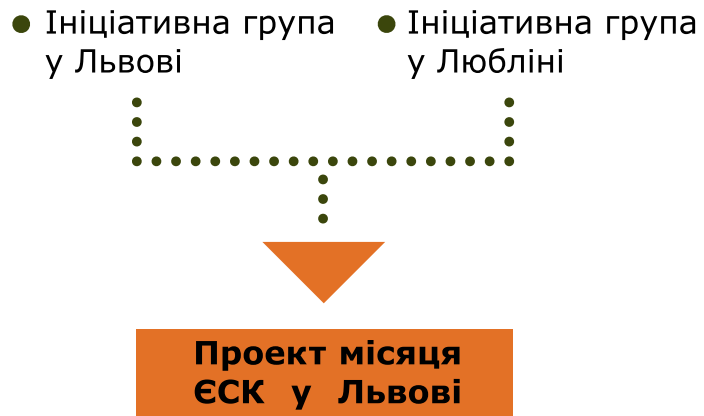 Ініціативна група
у Львові
Ініціативна група
у Любліні
Проект місяця
ЄСК у Львові